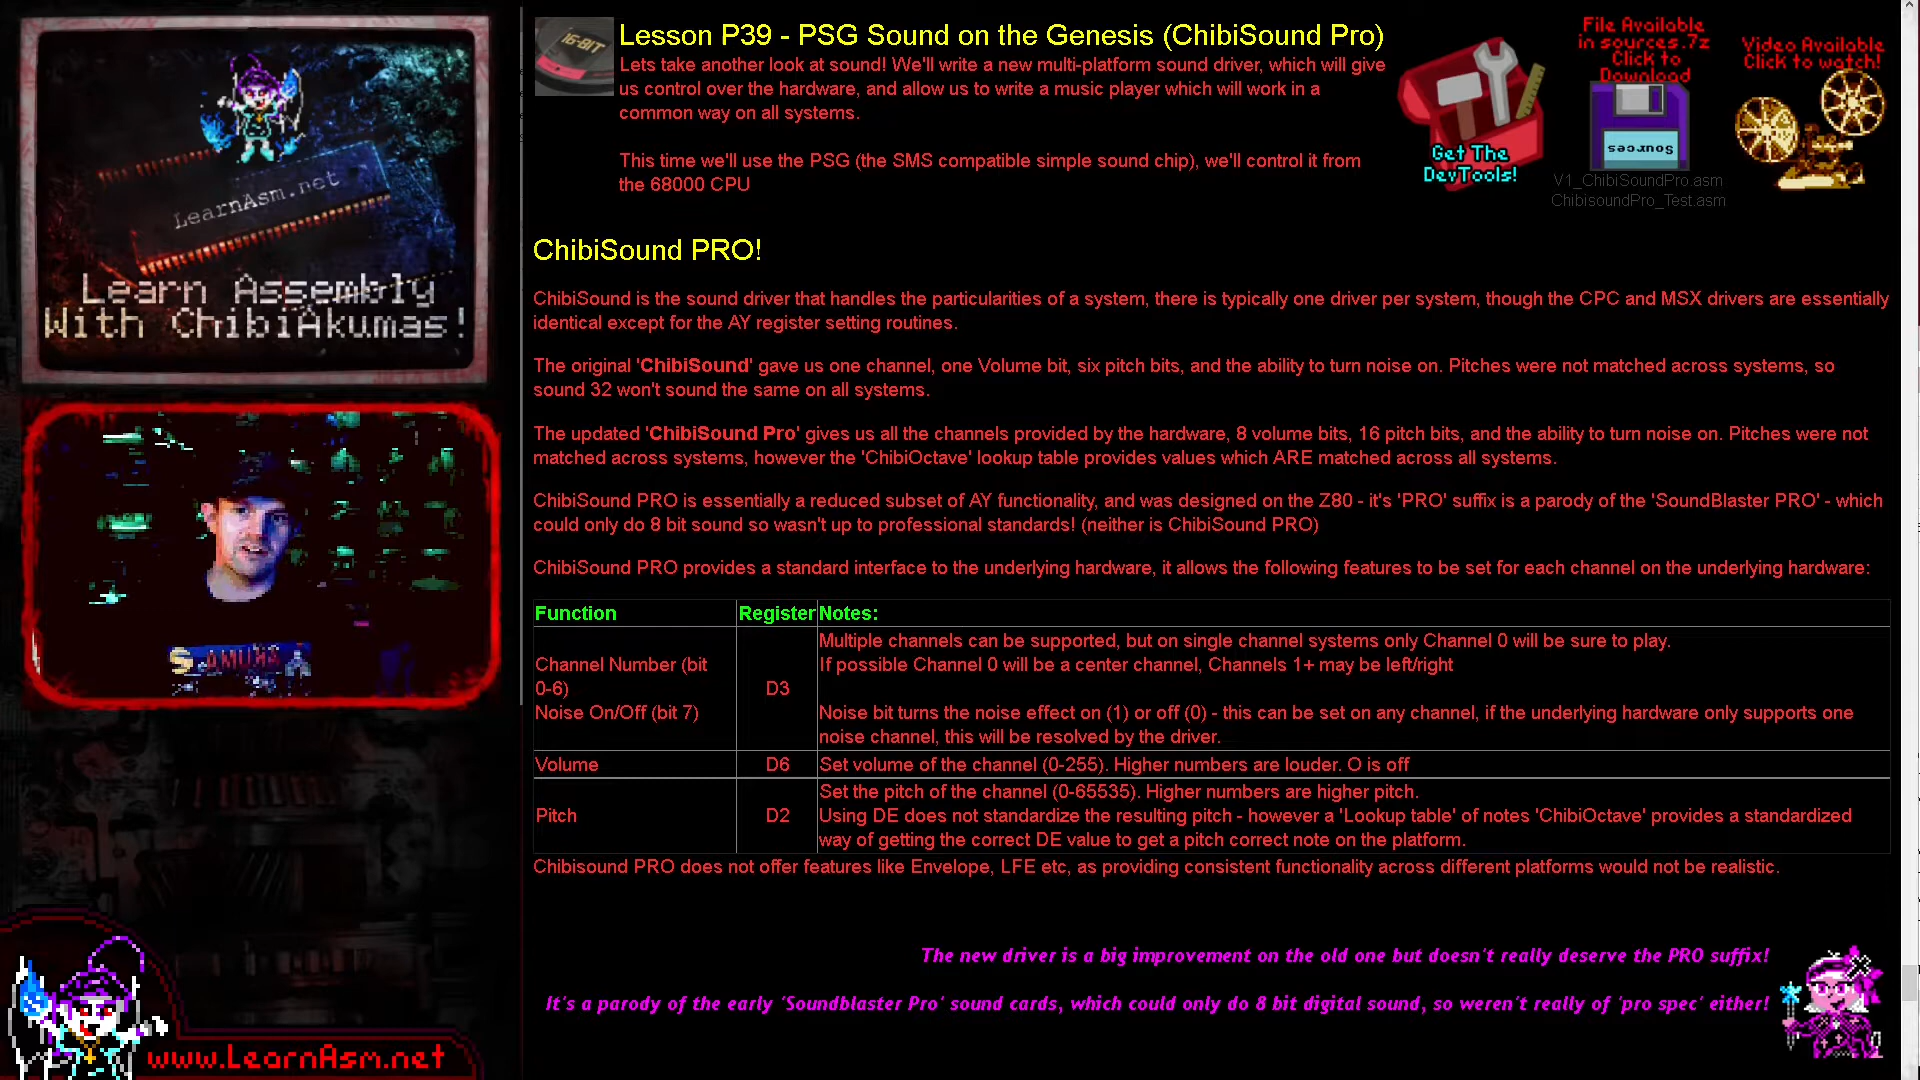 LearnAsm.net
Learn Assembly
With ChibiAkumas!
16-BIT
Lesson P39 - PSG Sound on the Genesis (ChibiSound Pro)
Lets take another look at sound! We'll write a new multi-platform sound driver, which will give
us control over the hardware, and allow us to write a music player which will work in a
common way on all systems.
This time we'll use the PSG (the SMS compatible simple sound chip), we'll control it from
the 68000 CPU
Get The
DevTools!
File Available
in sources.7z
Click to
Download
Sources
V1_ChibiSoundPro.asm
ChibisoundPro_Test.asm
Video Available
Click to watch!
ChibiSound PRO!
ChibiSound is the sound driver that handles the particularities of a system, there is typically one driver per system, though the CPC and MSX drivers are essentially
identical except for the AY register setting routines.
The original 'ChibiSound' gave us one channel, one Volume bit, six pitch bits, and the ability to turn noise on. Pitches were not matched across systems, so
sound 32 won't sound the same on all systems.
The updated 'ChibiSound Pro' gives us all the channels provided by the hardware, 8 volume bits, 16 pitch bits, and the ability to turn noise on. Pitches were not
matched across systems, however the 'ChibiOctave' lookup table provides values which ARE matched across all systems.
ChibiSound PRO is essentially a reduced subset of AY functionality, and was designed on the Z80 - it's 'PRO' suffix is a parody of the 'SoundBlaster PRO' - which
could only do 8 bit sound so wasn't up to professional standards! (neither is ChibiSound PRO)
ChibiSound PRO provides a standard interface to the underlying hardware, it allows the following features to be set for each channel on the underlying hardware:
Function Register Notes:
Channel Number (bit
0-6)
Noise On/Off (bit 7)
D3
Multiple channels can be supported, but on single channel systems only Channel 0 will be sure to play.
If possible Channel 0 will be a center channel, Channels 1+ may be left/right
Noise bit turns the noise effect on (1) or off (0) - this can be set on any channel, if the underlying hardware only supports one
noise channel, this will be resolved by the driver.
Volume D6 Set volume of the channel (0-255). Higher numbers are louder. O is off
Pitch
D2
Set the pitch of the channel (0-65535). Higher numbers are higher pitch.
Using DE does not standardize the resulting pitch - however a 'Lookup table' of notes 'ChibiOctave' provides a standardized
way of getting the correct DE value to get a pitch correct note on the platform.
Chibisound PRO does not offer features like Envelope, LFE etc, as providing consistent functionality across different platforms would not be realistic.
The new driver is a big improvement on the old one but doesn't really deserve the PRO suffix!
It's a parody of the early 'Soundblaster Pro' sound cards, which could only do 8 bit digital sound, so weren't really of 'pro spec' either!
www.LearnAsm.net